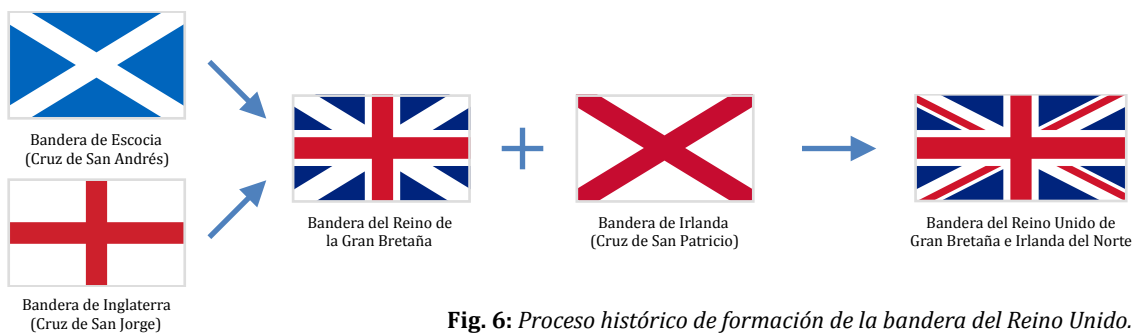 Bandera de Escocia
(Cruz de San Andrés)
Bandera de Inglaterra
(Cruz de San Jorge)
Bandera del Reino de
la Gran Bretaña
Bandera de Irlanda
(Cruz de San Patricio)
Bandera del Reino Unido de
Gran Bretaña e Irlanda del Norte
Fig. 6: Proceso histórico de formación de la bandera del Reino Unido.